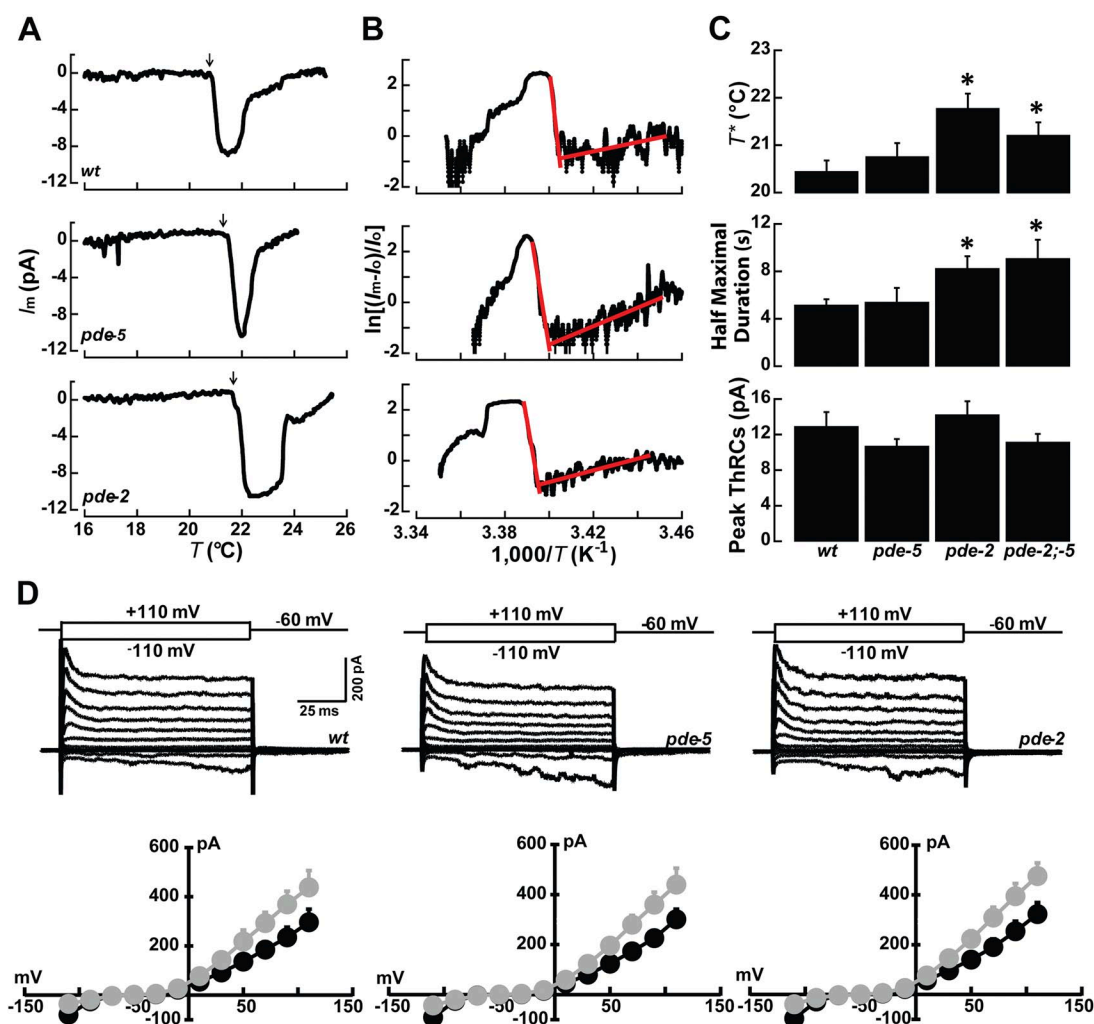 A
B
C
0
-4
-8
-12
wt
0
-4
-8
-12
pde-5
0
-4
-8
-12
pde-2
16 18 20 22 24 26
Im (pA)
T (°C)
2
0
-2
2
0
-2
2
0
-2
3.34 3.38 3.42 3.46
ln[(Im-Io)/Io]
1,000/T (K-1)
23
22
21
20
T* (°C)
* *
12
8
4
0
Half Maximal
Duration (s)
* *
16
12
8
4
0
Peak ThRCs (pA)
wt pde-5 pde-2 pde-2;-5
D
+110 mV -60 mV
-110 mV
200 pA
25 ms
wt
+110 mV -60 mV
-110 mV
pde-5
+110 mV -60 mV
-110 mV
pde-2
600 pA
400
200
mV
-150 -50 50 150
-100
600 pA
400
200
mV
-150 -50 50 150
-100
600 pA
400
200
mV
-150 -50 50 150
-100